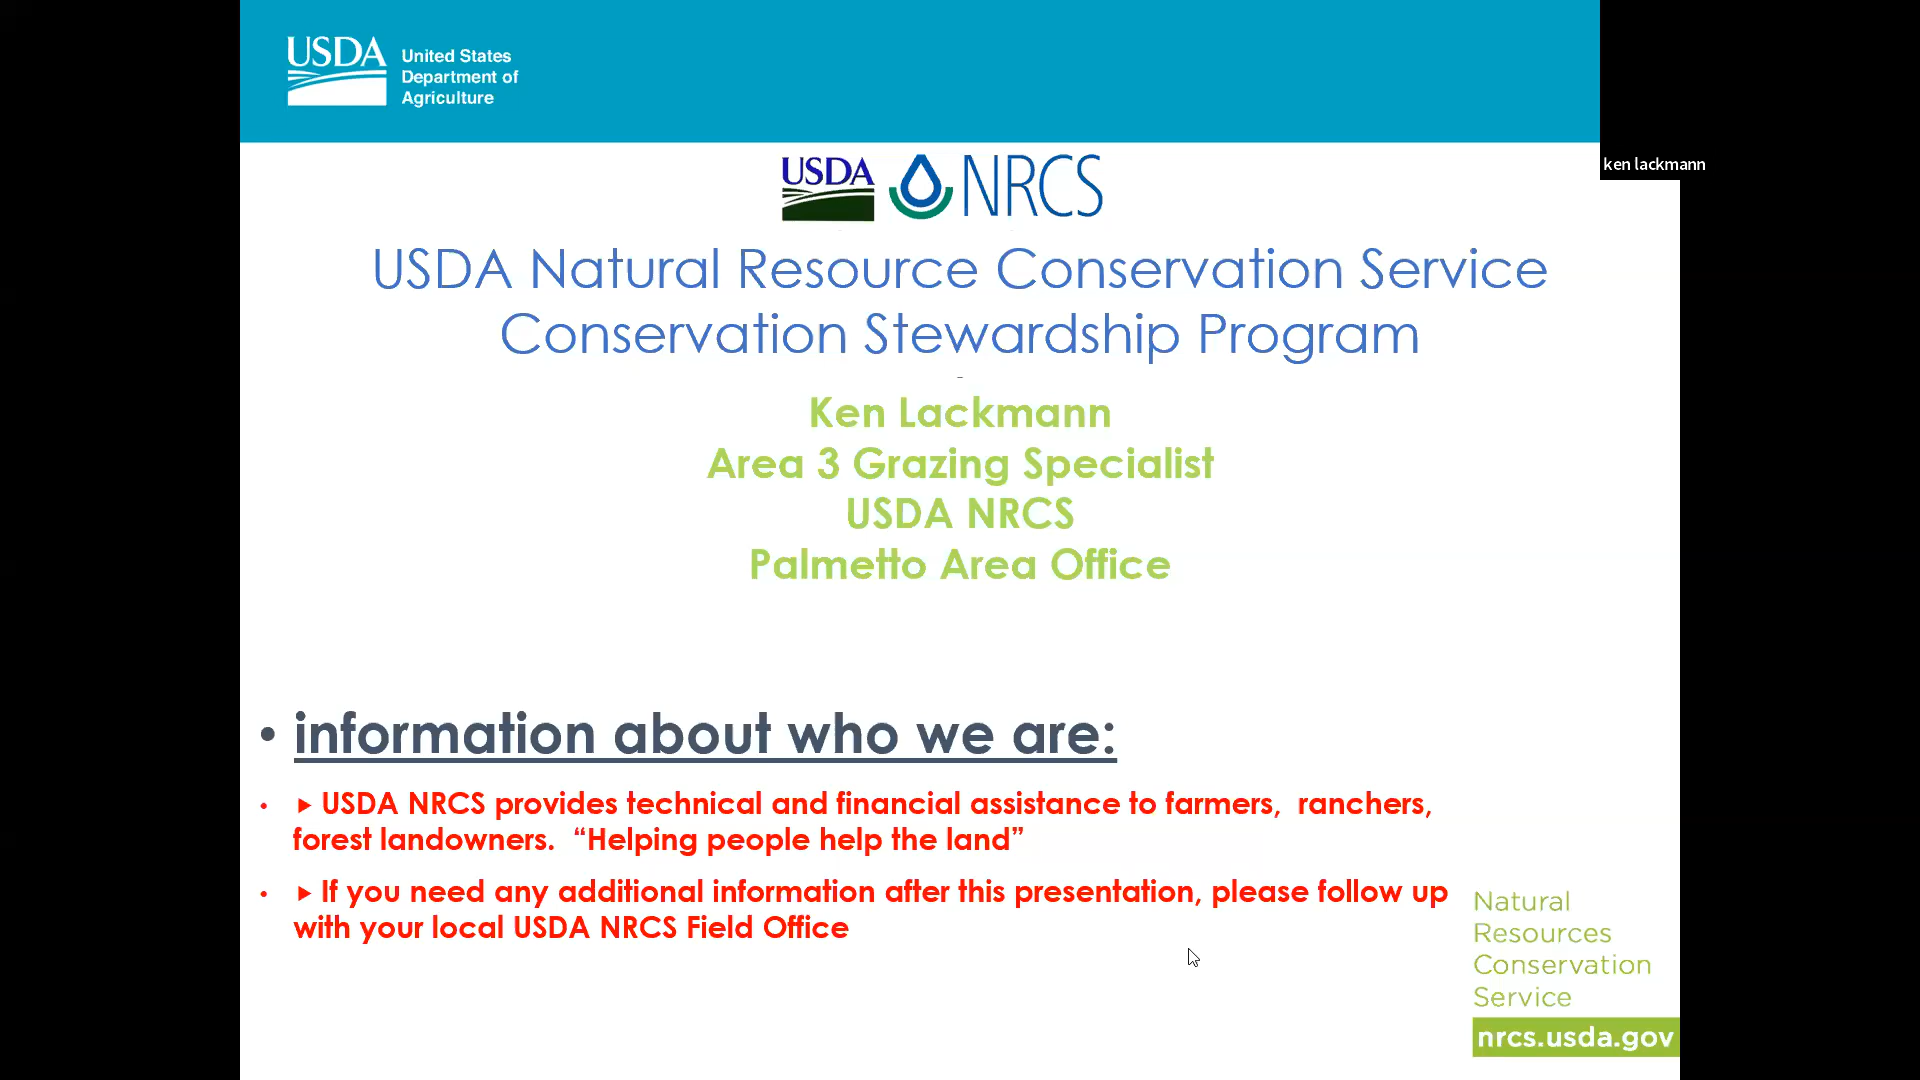 USDA
United States
Department of
Agriculture
ken lackmann
USDA NRCS
USDA Natural Resource Conservation Service
Conservation Stewardship Program
Ken Lackmann
Area 3 Grazing Specialist
USDA NRCS
Palmetto Area Office
• information about who we are:
• ▸ USDA NRCS provides technical and financial assistance to farmers, ranchers,
forest landowners. “Helping people help the land”
• ▸ If you need any additional information after this presentation, please follow up
with your local USDA NRCS Field Office
Natural
Resources
Conservation
Service
nrcs.usda.gov